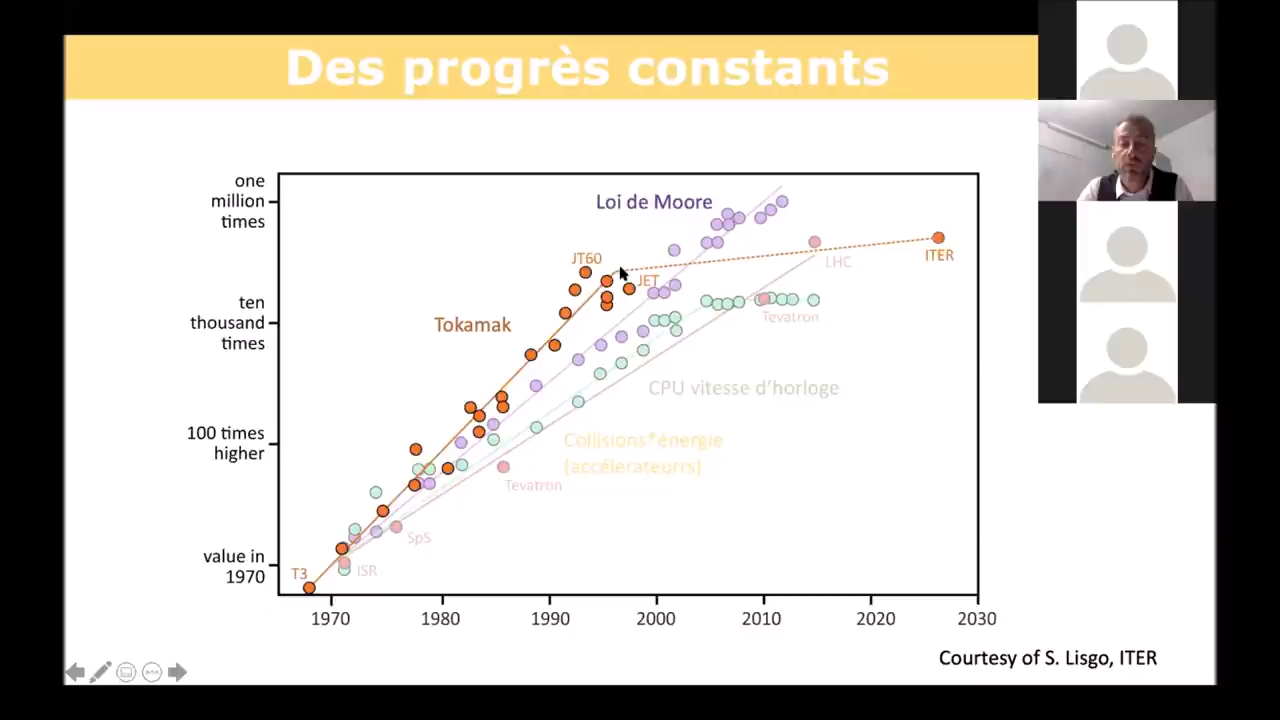 Des progrès constants
one
million
times
ten
thousand
times
100 times
higher
value in
1970
Loi de Moore
JT60
JET
ITER
LHC
Tokamak
Tevatron
CPU vitesse d'horloge
Collisions*énergie
(accélérateurrs)
Tevatron
SpS
T3
ISR
1970
1980
1990
2000
2010
2020
2030
Courtesy of S. Lisgo, ITER